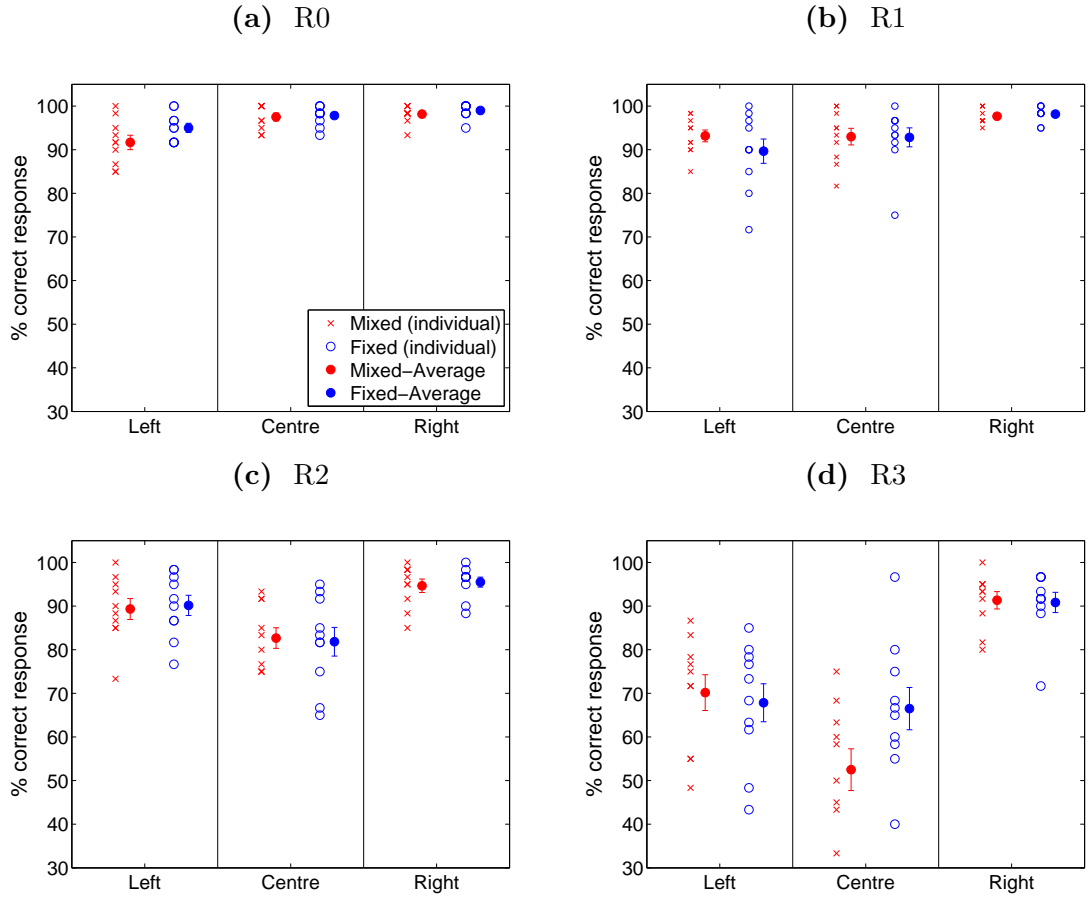 (a) R0
% correct response
100
90
80
70
60
50
40
30
Left Centre Right
× Mixed (individual)
○ Fixed (individual)
● Mixed−Average
● Fixed−Average
(b) R1
% correct response
100
90
80
70
60
50
40
30
Left Centre Right
(c) R2
% correct response
100
90
80
70
60
50
40
30
Left Centre Right
(d) R3
% correct response
100
90
80
70
60
50
40
30
Left Centre Right